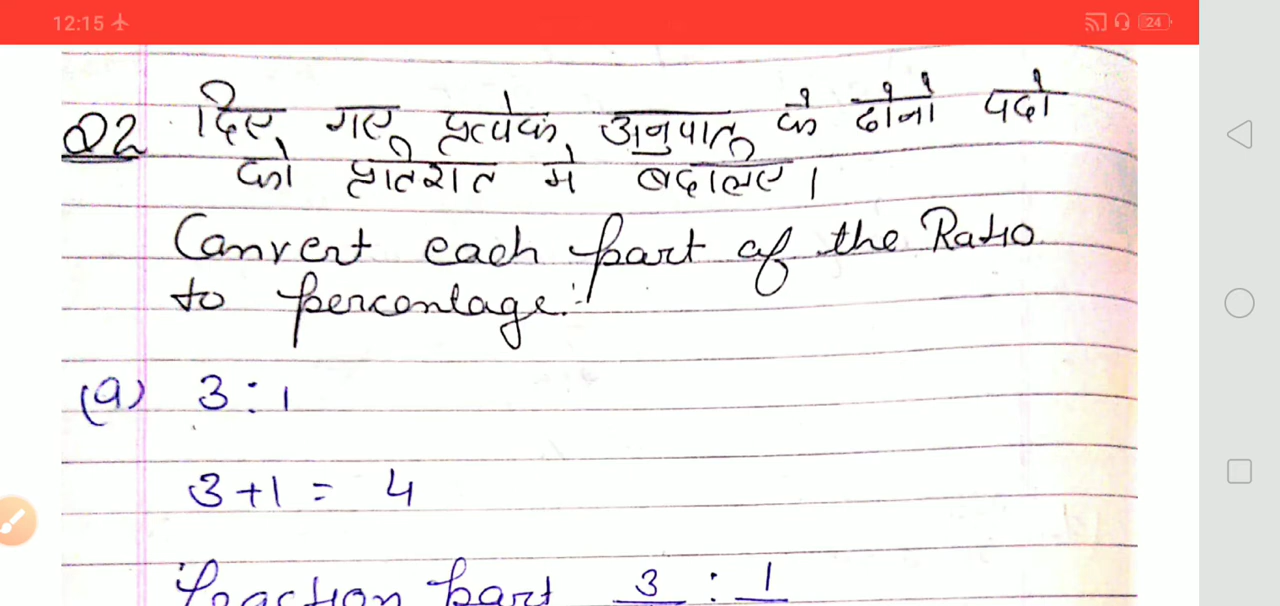 12:15
24
Q2 दिए गए प्रत्येक अनुपात के दोनों पदों
को प्रतिशत मे बदलिए।
Convert each part of the Ratio
to percentage:
(a) 3 : 1
3+1 = 4
fraction part 3 : 1